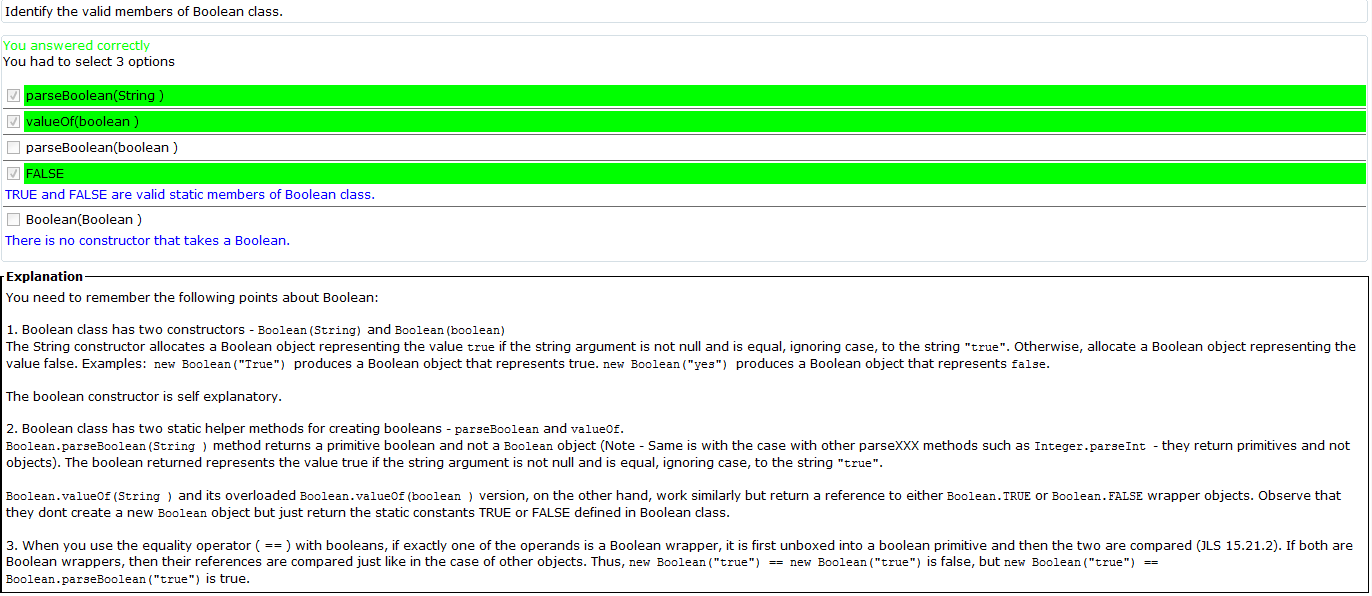 Identify the valid members of Boolean class.
You answered correctly
You had to select 3 options
parseBoolean(String )
valueOf(boolean )
parseBoolean(boolean )
FALSE
TRUE and FALSE are valid static members of Boolean class.
Boolean(Boolean )
There is no constructor that takes a Boolean.
Explanation
You need to remember the following points about Boolean:
1. Boolean class has two constructors - Boolean(String) and Boolean(boolean)
The String constructor allocates a Boolean object representing the value true if the string argument is not null and is equal, ignoring case, to the string "true". Otherwise, allocate a Boolean object representing the
value false. Examples: new Boolean("True") produces a Boolean object that represents true. new Boolean("yes") produces a Boolean object that represents false.
The boolean constructor is self explanatory.
2. Boolean class has two static helper methods for creating booleans - parseBoolean and valueOf.
Boolean.parseBoolean(String ) method returns a primitive boolean and not a Boolean object (Note - Same is with the case with other parseXXX methods such as Integer.parseInt - they return primitives and not
objects). The boolean returned represents the value true if the string argument is not null and is equal, ignoring case, to the string "true".
Boolean.valueOf(String ) and its overloaded Boolean.valueOf(boolean ) version, on the other hand, work similarly but return a reference to either Boolean.TRUE or Boolean.FALSE wrapper objects. Observe that
they dont create a new Boolean object but just return the static constants TRUE or FALSE defined in Boolean class.
3. When you use the equality operator ( == ) with booleans, if exactly one of the operands is a Boolean wrapper, it is first unboxed into a boolean primitive and then the two are compared (JLS 15.21.2). If both are
Boolean wrappers, then their references are compared just like in the case of other objects. Thus, new Boolean("true") == new Boolean("true") is false, but new Boolean("true") ==
Boolean.parseBoolean("true") is true.